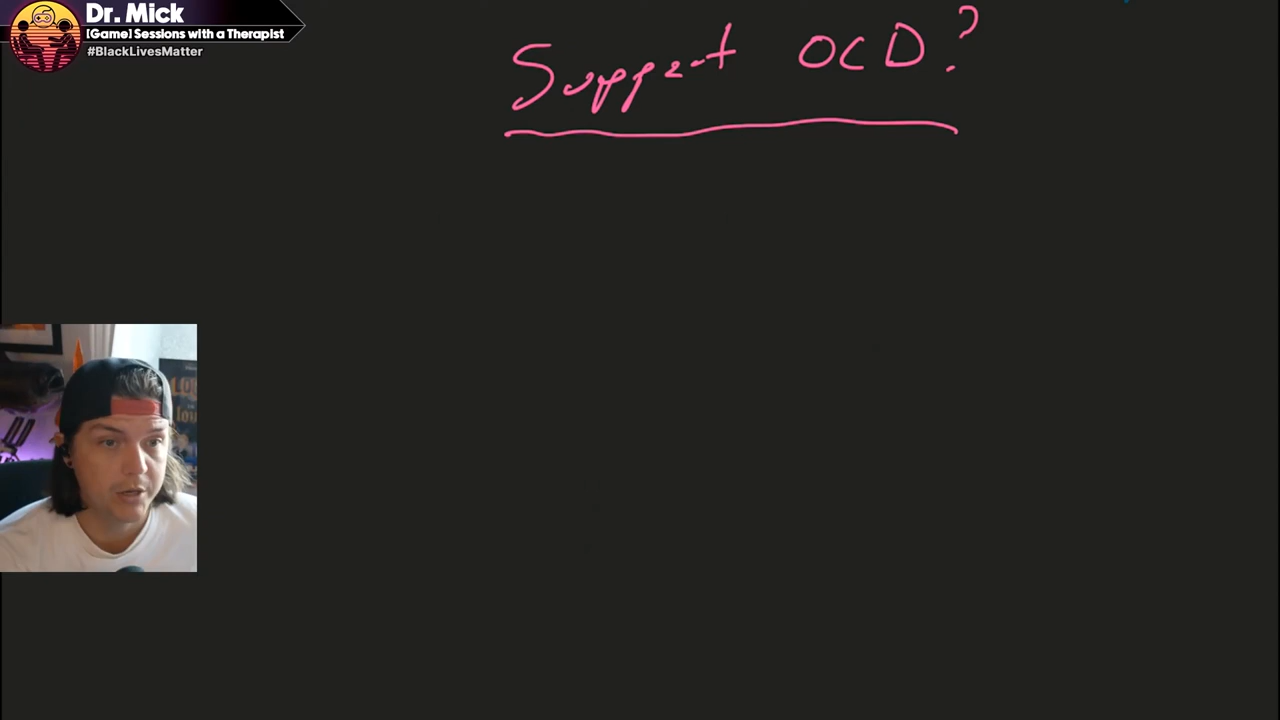 Dr. Mick
[Game] Sessions with a Therapist
#BlackLivesMatter
Support OCD?